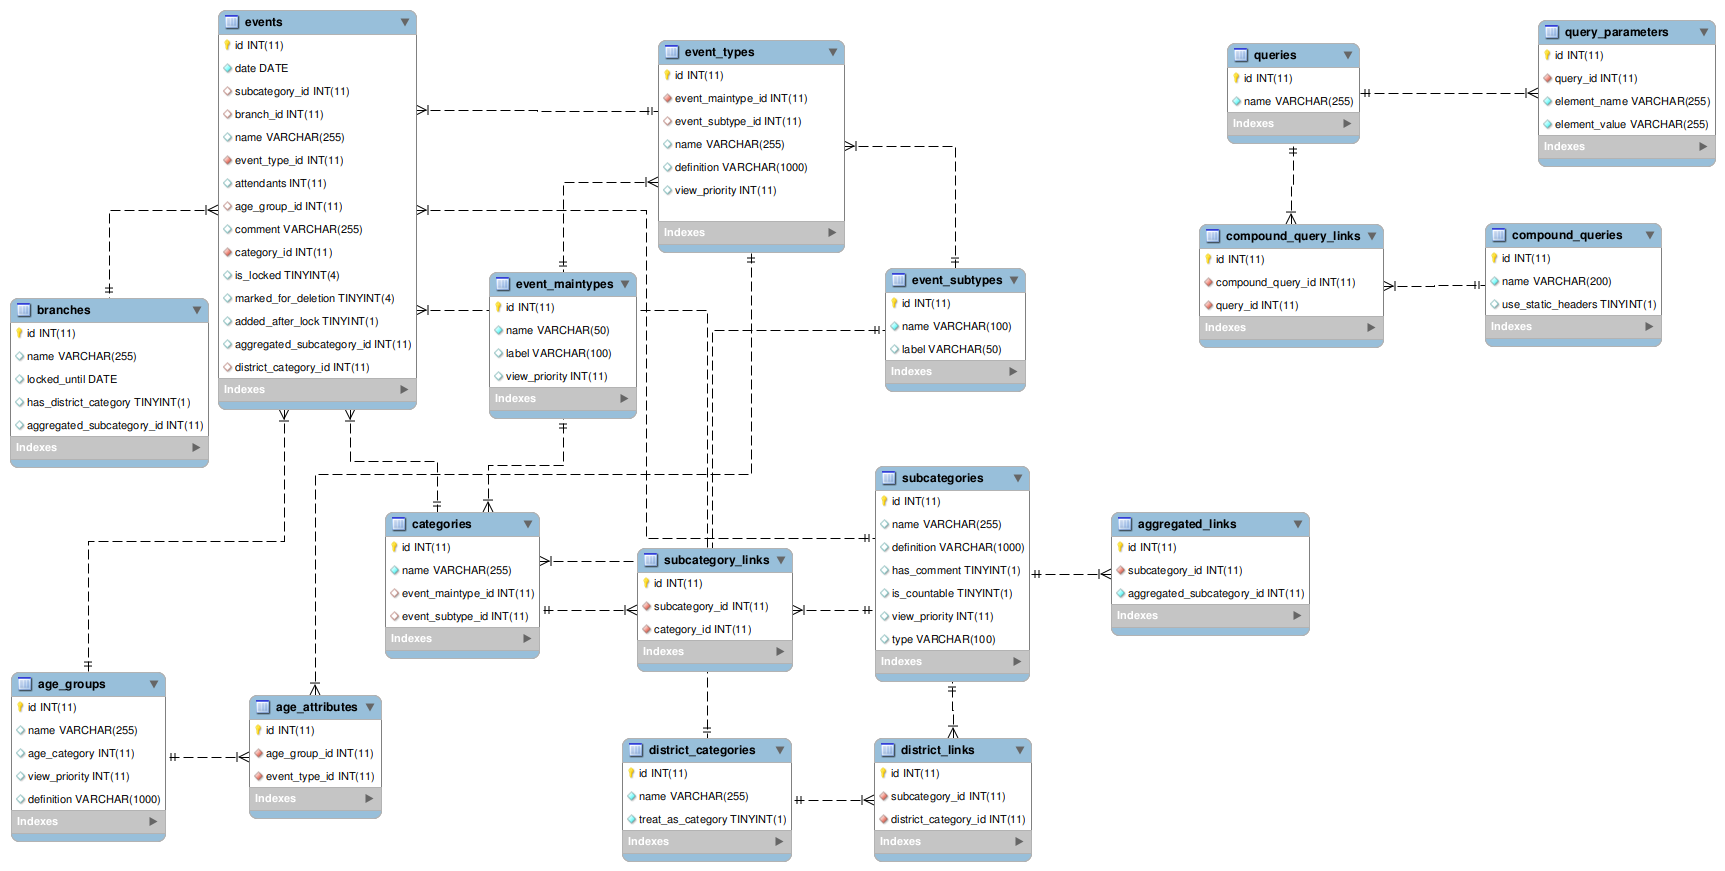 events
id INT(11)
date DATE
subcategory_id INT(11)
branch_id INT(11)
name VARCHAR(255)
event_type_id INT(11)
attendants INT(11)
age_group_id INT(11)
comment VARCHAR(255)
category_id INT(11)
is_locked TINYINT(4)
marked_for_deletion TINYINT(4)
added_after_lock TINYINT(1)
aggregated_subcategory_id INT(11)
district_category_id INT(11)
Indexes
event_types
id INT(11)
event_maintype_id INT(11)
event_subtype_id INT(11)
name VARCHAR(255)
definition VARCHAR(1000)
view_priority INT(11)
Indexes
queries
id INT(11)
name VARCHAR(255)
Indexes
query_parameters
id INT(11)
query_id INT(11)
element_name VARCHAR(255)
element_value VARCHAR(255)
Indexes
branches
id INT(11)
name VARCHAR(255)
locked_until DATE
has_district_category TINYINT(1)
aggregated_subcategory_id INT(11)
Indexes
event_maintypes
id INT(11)
name VARCHAR(50)
label VARCHAR(100)
view_priority INT(11)
Indexes
event_subtypes
id INT(11)
name VARCHAR(100)
label VARCHAR(50)
Indexes
compound_query_links
id INT(11)
compound_query_id INT(11)
query_id INT(11)
Indexes
compound_queries
id INT(11)
name VARCHAR(200)
use_static_headers TINYINT(1)
Indexes
categories
id INT(11)
name VARCHAR(255)
event_maintype_id INT(11)
event_subtype_id INT(11)
Indexes
subcategory_links
id INT(11)
subcategory_id INT(11)
category_id INT(11)
Indexes
subcategories
id INT(11)
name VARCHAR(255)
definition VARCHAR(1000)
has_comment TINYINT(1)
is_countable TINYINT(1)
view_priority INT(11)
type VARCHAR(100)
Indexes
aggregated_links
id INT(11)
subcategory_id INT(11)
aggregated_subcategory_id INT(11)
Indexes
age_groups
id INT(11)
name VARCHAR(255)
age_category INT(11)
view_priority INT(11)
definition VARCHAR(1000)
Indexes
age_attributes
id INT(11)
age_group_id INT(11)
event_type_id INT(11)
Indexes
district_categories
id INT(11)
name VARCHAR(255)
treat_as_category TINYINT(1)
Indexes
district_links
id INT(11)
subcategory_id INT(11)
district_category_id INT(11)
Indexes